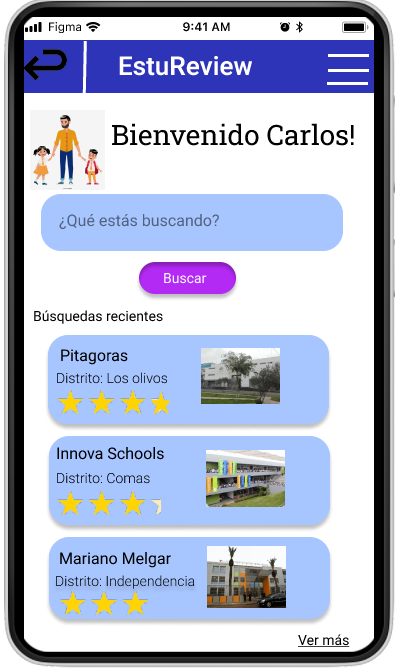 Figma 9:41 AM
EstuReview
Bienvenido Carlos!
¿Qué estás buscando?
Buscar
Búsquedas recientes
Pitagoras
Distrito: Los olivos
Innova Schools
Distrito: Comas
Mariano Melgar
Distrito: Independencia
Ver más